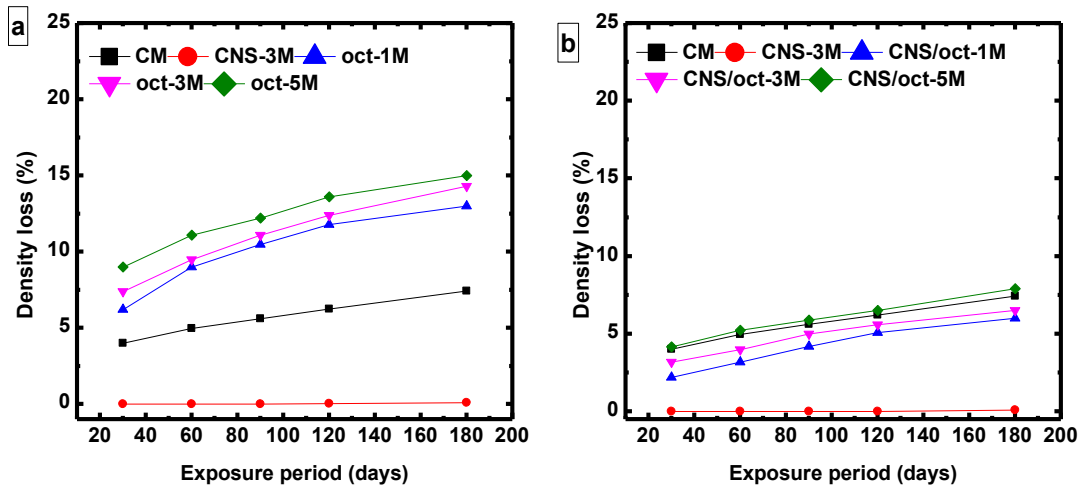 a
25
20
15
10
5
0
Density loss (%)
CM CNS-3M oct-1M
oct-3M oct-5M
20 40 60 80 100 120 140 160 180 200
Exposure period (days)
b
25
20
15
10
5
0
Density loss (%)
CM CNS-3M CNS/oct-1M
CNS/oct-3M CNS/oct-5M
20 40 60 80 100 120 140 160 180 200
Exposure period (days)